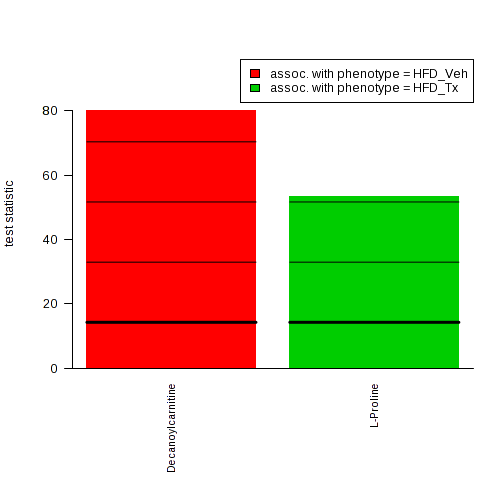 assoc. with phenotype = HFD_Veh
assoc. with phenotype = HFD_Tx
test statistic
80
60
40
20
0
Decanoylcarnitine
L-Proline